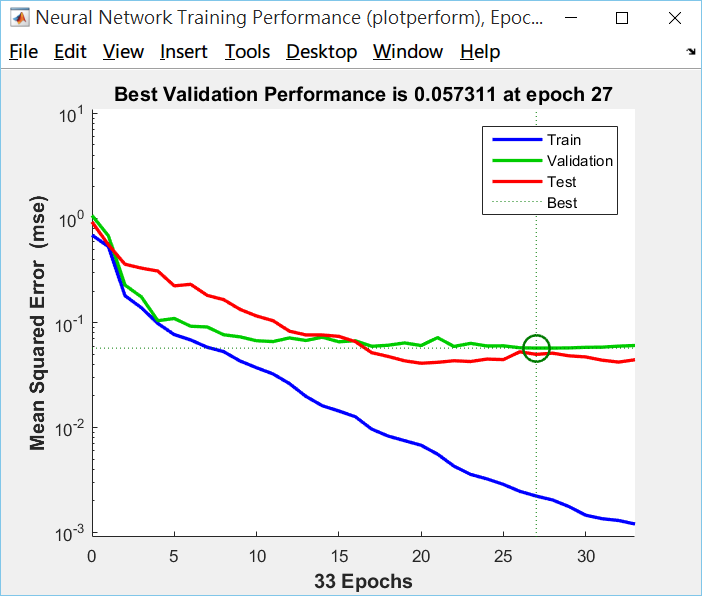 Neural Network Training Performance (plotperform), Epoc...
File Edit View Insert Tools Desktop Window Help
Best Validation Performance is 0.057311 at epoch 27
10^1
10^0
10^-1
10^-2
10^-3
Mean Squared Error (mse)
Train
Validation
Test
Best
0 5 10 15 20 25 30
33 Epochs